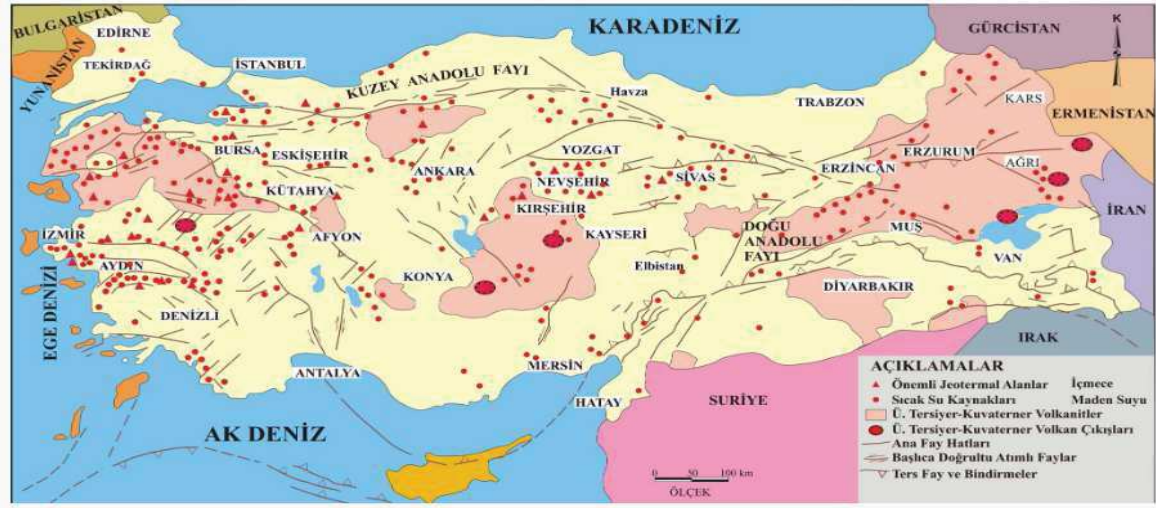 BULGARİSTAN
EDİRNE
KARADENİZ
GÜRCİSTAN
K
TEKİRDAĞ
İSTANBUL
YUNANİSTAN
KUZEY ANADOLU FAYI
Havza
TRABZON
KARS
ERMENİSTAN
BURSA
ESKİŞEHİR
YOZGAT
ERZURUM
ANKARA
NEVŞEHİR
SİVAS
ERZİNCAN
AĞRI
KÜTAHYA
KIRŞEHİR
İRAN
İZMİR
AFYON
KAYSERİ
DOĞU
ANADOLU
FAYI
MUŞ
AYDIN
KONYA
Elbistan
VAN
EGE DENİZİ
DENİZLİ
DİYARBAKIR
IRAK
ANTALYA
MERSİN
HATAY
SURİYE
AK DENİZ
AÇIKLAMALAR
Önemli Jeotermal Alanlar İçmece
Sıcak Su Kaynakları Maden Suyu
Ü. Tersiyer-Kuvaterner Volkanitler
Ü. Tersiyer-Kuvaterner Volkan Çıkışları
Ana Fay Hatları
Başlıca Doğrultu Atımlı Faylar
Ters Fay ve Bindirmeler
0 50 100 km
ÖLÇEK